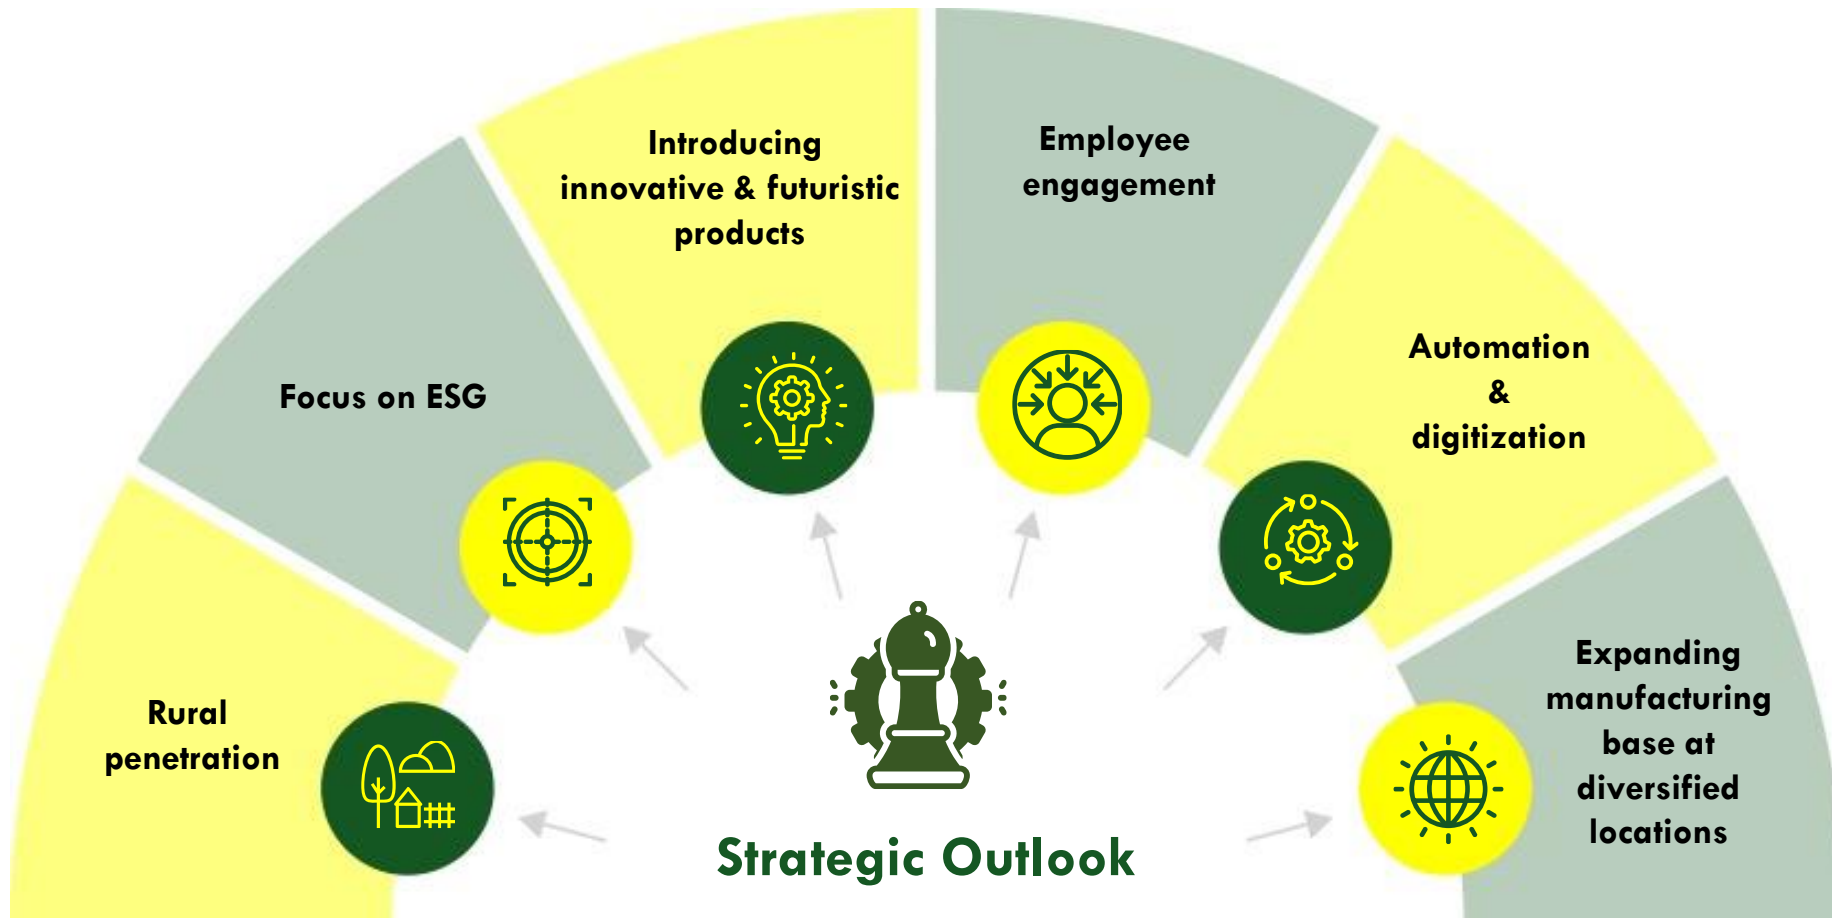 Introducing
innovative & futuristic
products
Employee
engagement
Focus on ESG
Automation
&
digitization
Rural
penetration
Expanding
manufacturing
base at
diversified
locations
Strategic Outlook